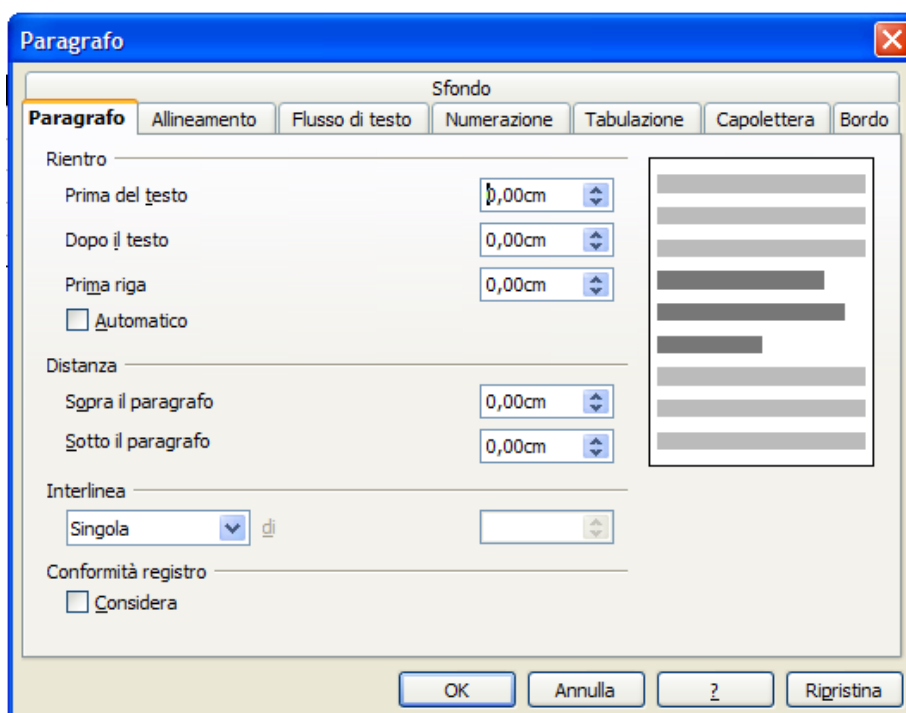 Paragrafo
Sfondo
Paragrafo Allineamento Flusso di testo Numerazione Tabulazione Capolettera Bordo
Rientro
Prima del testo 0,00cm
Dopo il testo 0,00cm
Prima riga 0,00cm
Automatico
Distanza
Sopra il paragrafo 0,00cm
Sotto il paragrafo 0,00cm
Interlinea
Singola di
Conformità registro
Considera
OK Annulla ? Ripristina